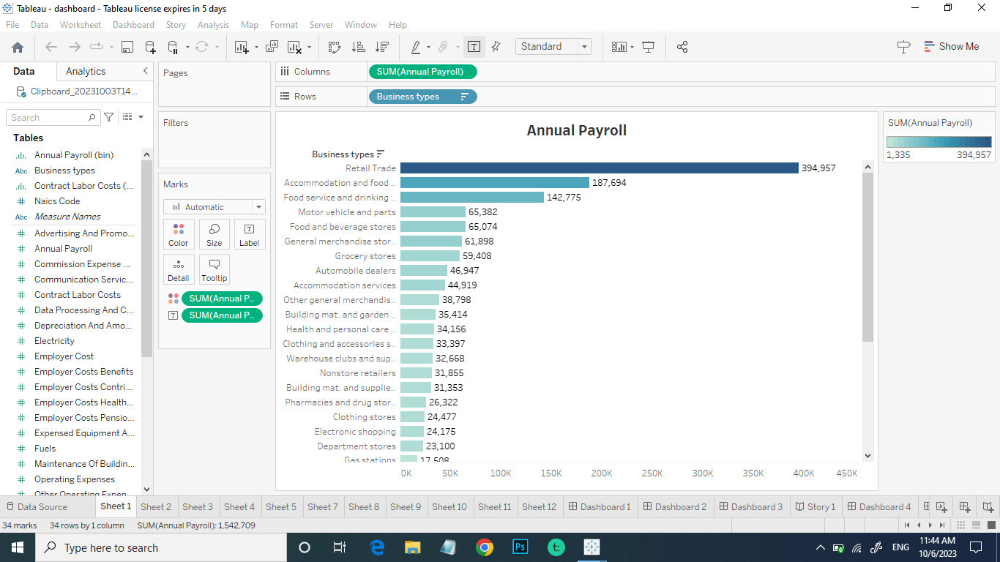 Tableau - dashboard - Tableau license expires in 5 days
File Data Worksheet Dashboard Story Analysis Map Format Server Window Help
Standard
Show Me
Data Analytics
Clipboard_20231003T14...
Search
Tables
Annual Payroll (bin)
Abc Business types
Contract Labor Costs (...
Naics Code
Abc Measure Names
Advertising And Promo...
Annual Payroll
Commission Expense ...
Communication Servic...
Contract Labor Costs
Data Processing And C...
Depreciation And Amo...
Electricity
Employer Cost
Employer Costs Benefits
Employer Costs Contri...
Employer Costs Health...
Employer Costs Pensio...
Expensed Equipment A...
Fuels
Maintenance Of Buildin...
Operating Expenses
Other Operating Expen
Pages
Filters
Marks
Automatic
Color Size Label
Detail Tooltip
SUM(Annual P..
SUM(Annual P..
Columns SUM(Annual Payroll)
Rows Business types
Annual Payroll
Business types
Retail Trade 394,957
Accommodation and food .. 187,694
Food service and drinking .. 142,775
Motor vehicle and parts 65,382
Food and beverage stores 65,074
General merchandise stor.. 61,898
Grocery stores 59,408
Automobile dealers 46,947
Accommodation services 44,919
Other general merchandis.. 38,798
Building mat. and garden .. 35,414
Health and personal care .. 34,156
Clothing and accessories s.. 33,397
Warehouse clubs and sup.. 32,668
Nonstore retailers 31,855
Building mat. and supplie.. 31,353
Pharmacies and drug stor.. 26,322
Clothing stores 24,477
Electronic shopping 24,175
Department stores 23,100
Gas stations 17,508
0K 50K 100K 150K 200K 250K 300K 350K 400K 450K
SUM(Annual Payroll)
1,335 394,957
Data Source Sheet 1 Sheet 2 Sheet 3 Sheet 4 Sheet 5 Sheet 6 Sheet 7 Sheet 8 Sheet 9 Sheet 10 Sheet 11 Sheet 12 Dashboard 1 Dashboard 2 Dashboard 3 Story 1 Dashboard 4
34 marks 34 rows by 1 column SUM(Annual Payroll): 1,542,709
Type here to search
Ps
t:
ENG
11:44 AM
10/6/2023